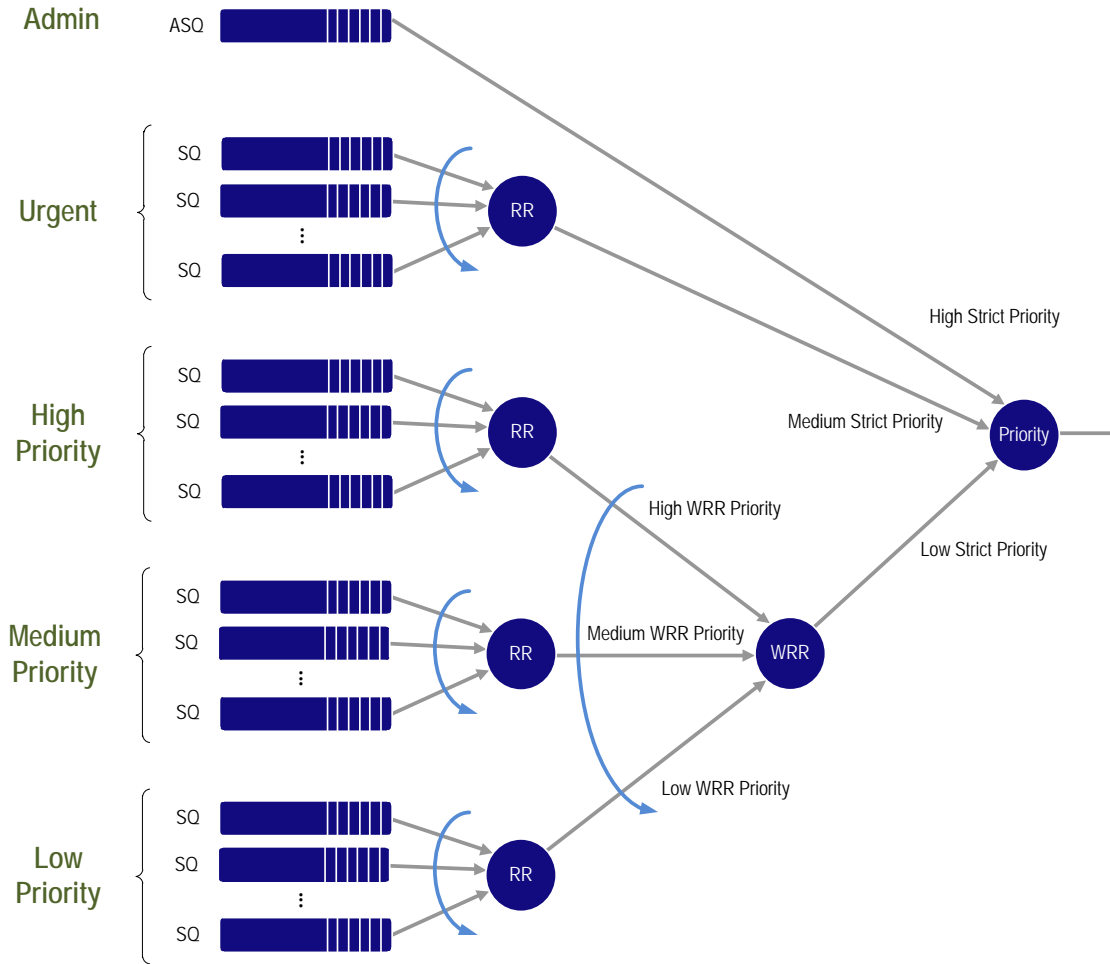 Admin
ASQ
SQ
SQ
SQ
Urgent
RR
High Strict Priority
SQ
SQ
SQ
High
Priority
RR
Medium Strict Priority
Priority
High WRR Priority
Low Strict Priority
SQ
SQ
SQ
Medium
Priority
RR
Medium WRR Priority
WRR
Low WRR Priority
SQ
SQ
SQ
Low
Priority
RR